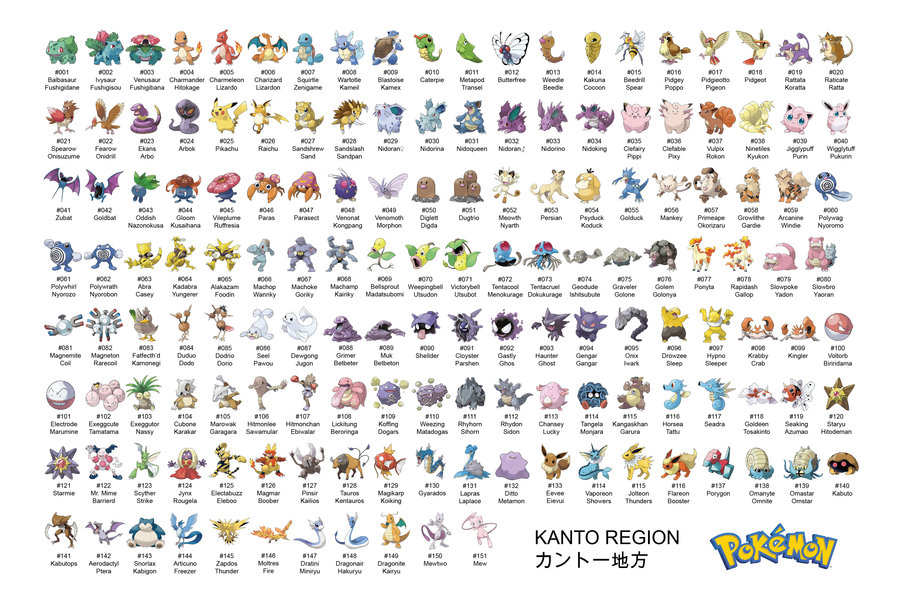 #001 #002 #003 #004 #005 #006 #007 #008 #009 #010 #011 #012 #013 #014 #015 #016 #017 #018 #019 #020
Balbasaur Ivysaur Venusaur Charmander Charmeleon Charizard Squirtle Wartotle Blastoise Caterpie Metapod Butterfree Weedle Kakuna Beedrill Pidgey Pidgeotto Pidgeot Rattata Raticate
Fushigidane Fushigisou Fushigibana Hitokage Lizardo Lizardon Zenigame Kameil Kamex Transel Beedle Cocoon Spear Poppo Pigeon Koratta Ratta
#021 #022 #023 #024 #025 #026 #027 #028 #029 #030 #031 #032 #033 #034 #035 #036 #037 #038 #039 #040
Spearow Fearow Ekans Arbok Pikachu Raichu Sandshrew Sandslash Nidoran♀ Nidorina Nidoqueen Nidoran♂ Nidorino Nidoking Clefairy Clefable Vulpix Ninetiles Jigglypuff Wigglytuff
Onisuzume Onidrill Arbo Sand Sandpan Pippi Pixy Rokon Kyukon Purin Pukurin
#041 #042 #043 #044 #045 #046 #047 #048 #049 #050 #051 #052 #053 #054 #055 #056 #057 #058 #059 #060
Zubat Golbat Oddish Gloom Vileplume Paras Parasect Venonat Venomoth Diglett Dugtrio Meowth Persian Psyduck Golduck Mankey Primeape Growlithe Arcanine Polywag
Nazonokusa Kusaihana Ruffresia Kongpang Morphon Digda Nyarth Koduck Okorizaru Gardie Windie Nyoromo
#061 #062 #063 #064 #065 #066 #067 #068 #069 #070 #071 #072 #073 #074 #075 #076 #077 #078 #079 #080
Polywhirl Polywrath Abra Kadabra Alakazam Machop Machoke Machamp Bellsprout Weepingbell Victorybell Tentacool Tentacruel Geodude Graveler Golem Ponyta Rapidash Slowpoke Slowbro
Nyorozo Nyorobon Casey Yungerer Foodin Wanriky Goriky Kainky Madatsubomi Utsudon Utsubot Menokurage Dokukurage Ishitsubute Golone Golonya Gallop Yadon Yaoran
#081 #082 #083 #084 #085 #086 #087 #088 #089 #090 #091 #092 #093 #094 #095 #096 #097 #098 #099 #100
Magnemite Magneton Fatfecth'd Duduo Dodrio Seel Dewgong Grimer Muk Shellder Cloyster Gastly Haunter Gengar Onix Drowzee Hypno Krabby Kingler Voltorb
Coil Rarecoil Kamonegi Dodo Dorio Pawou Jugon Betbeter Betbeton Parshen Ghos Ghost Gangar Iwark Sleep Sleeper Crab Biriridama
#101 #102 #103 #104 #105 #106 #107 #108 #109 #110 #111 #112 #113 #114 #115 #116 #117 #118 #119 #120
Electrode Exeggcute Exeggutor Cubone Marowak Hitmonlee Hitmonchan Lickitung Koffing Weezing Rhyhorn Rhydon Chansey Tangela Kangaskhan Horsea Seadra Goldeen Seaking Staryu
Marumine Tamatama Nassy Karakar Garagara Sawamular Ebiwalar Beroringa Dogars Matadogas Sihorn Sidon Lucky Monjara Garura Tattu Tosakinto Azumao Hitodeman
#121 #122 #123 #124 #125 #126 #127 #128 #129 #130 #131 #132 #133 #134 #135 #136 #137 #138 #139 #140
Starmie Mr. Mime Scyther Jynx Electabuzz Magmar Pinsir Tauros Magikarp Gyarados Lapras Ditto Eevee Vaporeon Jolteon Flareon Porygon Omanyte Omastar Kabuto
Barrierd Strike Rougela Eleboo Boober Kailios Kentauros Koiking Laplace Metamon Eievui Showers Thunders Booster Omnite Omstar
#141 #142 #143 #144 #145 #146 #147 #148 #149 #150 #151
Kabutops Aerodactyl Snorlax Articuno Zapdos Moltres Dratini Dragonair Dragonite Mewtwo Mew
Ptera Kabigon Freezer Thunder Fire Miniryu Hakuryu Kairyu
KANTO REGION
カントー地方
POKéMON